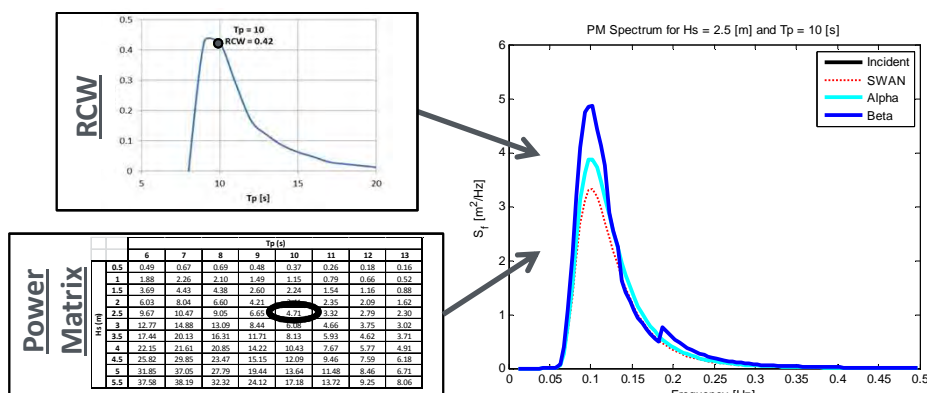 RCW
0.5
0.4
0.3
0.2
0.1
0
Tp = 10
RCW = 0.42
5 10 15 20
Tp [s]
Power
Matrix
Tp (s)
6 7 8 9 10 11 12 13
Hs (m)
0.5 0.49 0.67 0.69 0.48 0.37 0.26 0.18 0.16
1 1.88 2.26 2.10 1.49 1.15 0.79 0.66 0.52
1.5 3.69 4.43 4.38 2.60 2.24 1.54 1.16 0.88
2 6.03 8.04 6.60 4.21 2.35 2.09 1.62
2.5 9.67 10.47 9.05 6.65 4.71 3.32 2.79 2.30
3 12.77 14.88 13.09 8.44 6.08 4.66 3.75 3.02
3.5 17.44 20.13 16.31 11.71 8.13 5.93 4.62 3.71
4 22.15 21.61 20.85 14.22 10.43 7.67 5.77 4.91
4.5 25.82 29.85 23.47 15.15 12.09 9.46 7.59 6.18
5 31.85 37.05 27.79 19.44 13.64 11.48 8.46 6.71
5.5 37.58 38.19 32.32 24.12 17.18 13.72 9.25 8.06
PM Spectrum for Hs = 2.5 [m] and Tp = 10 [s]
Incident
SWAN
Alpha
Beta
6
5
4
3
2
1
0
S_f [m²/Hz]
0 0.05 0.1 0.15 0.2 0.25 0.3 0.35 0.4 0.45 0.5
Frequency [Hz]